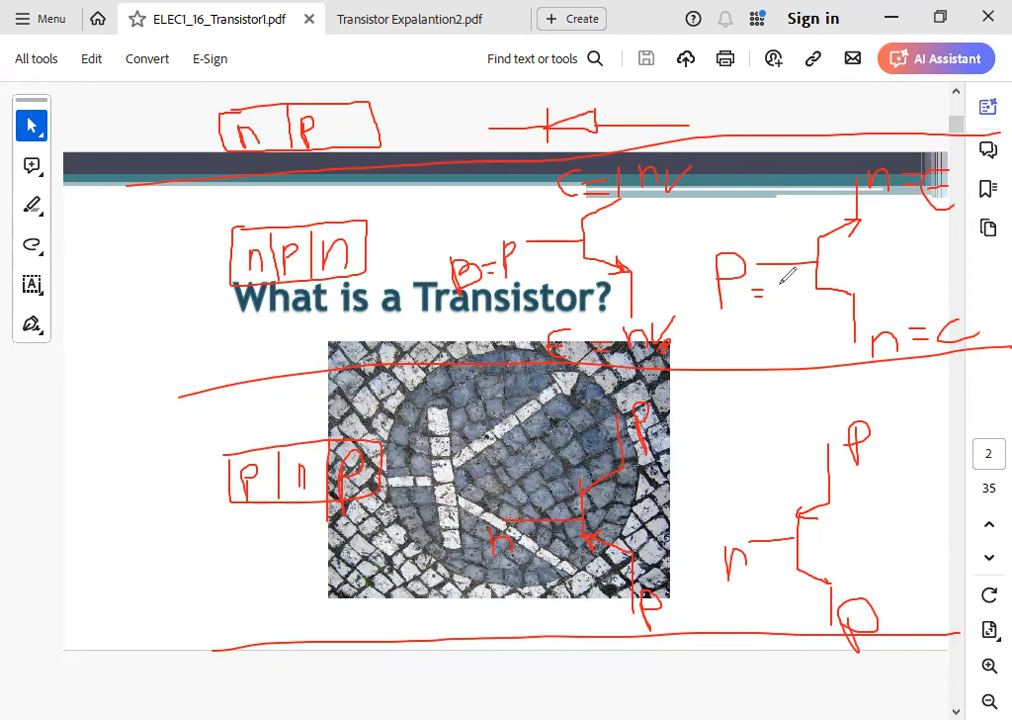 Menu
ELEC1_16_Transistor1.pdf
Transistor Expalantion2.pdf
Create
Sign in
All tools
Edit
Convert
E-Sign
Find text or tools
AI Assistant
n p
C = n
n =
n p n
p = p
P =
What is a Transistor?
= n
n = C
p n p
p
n
p
p
n
p
2
35